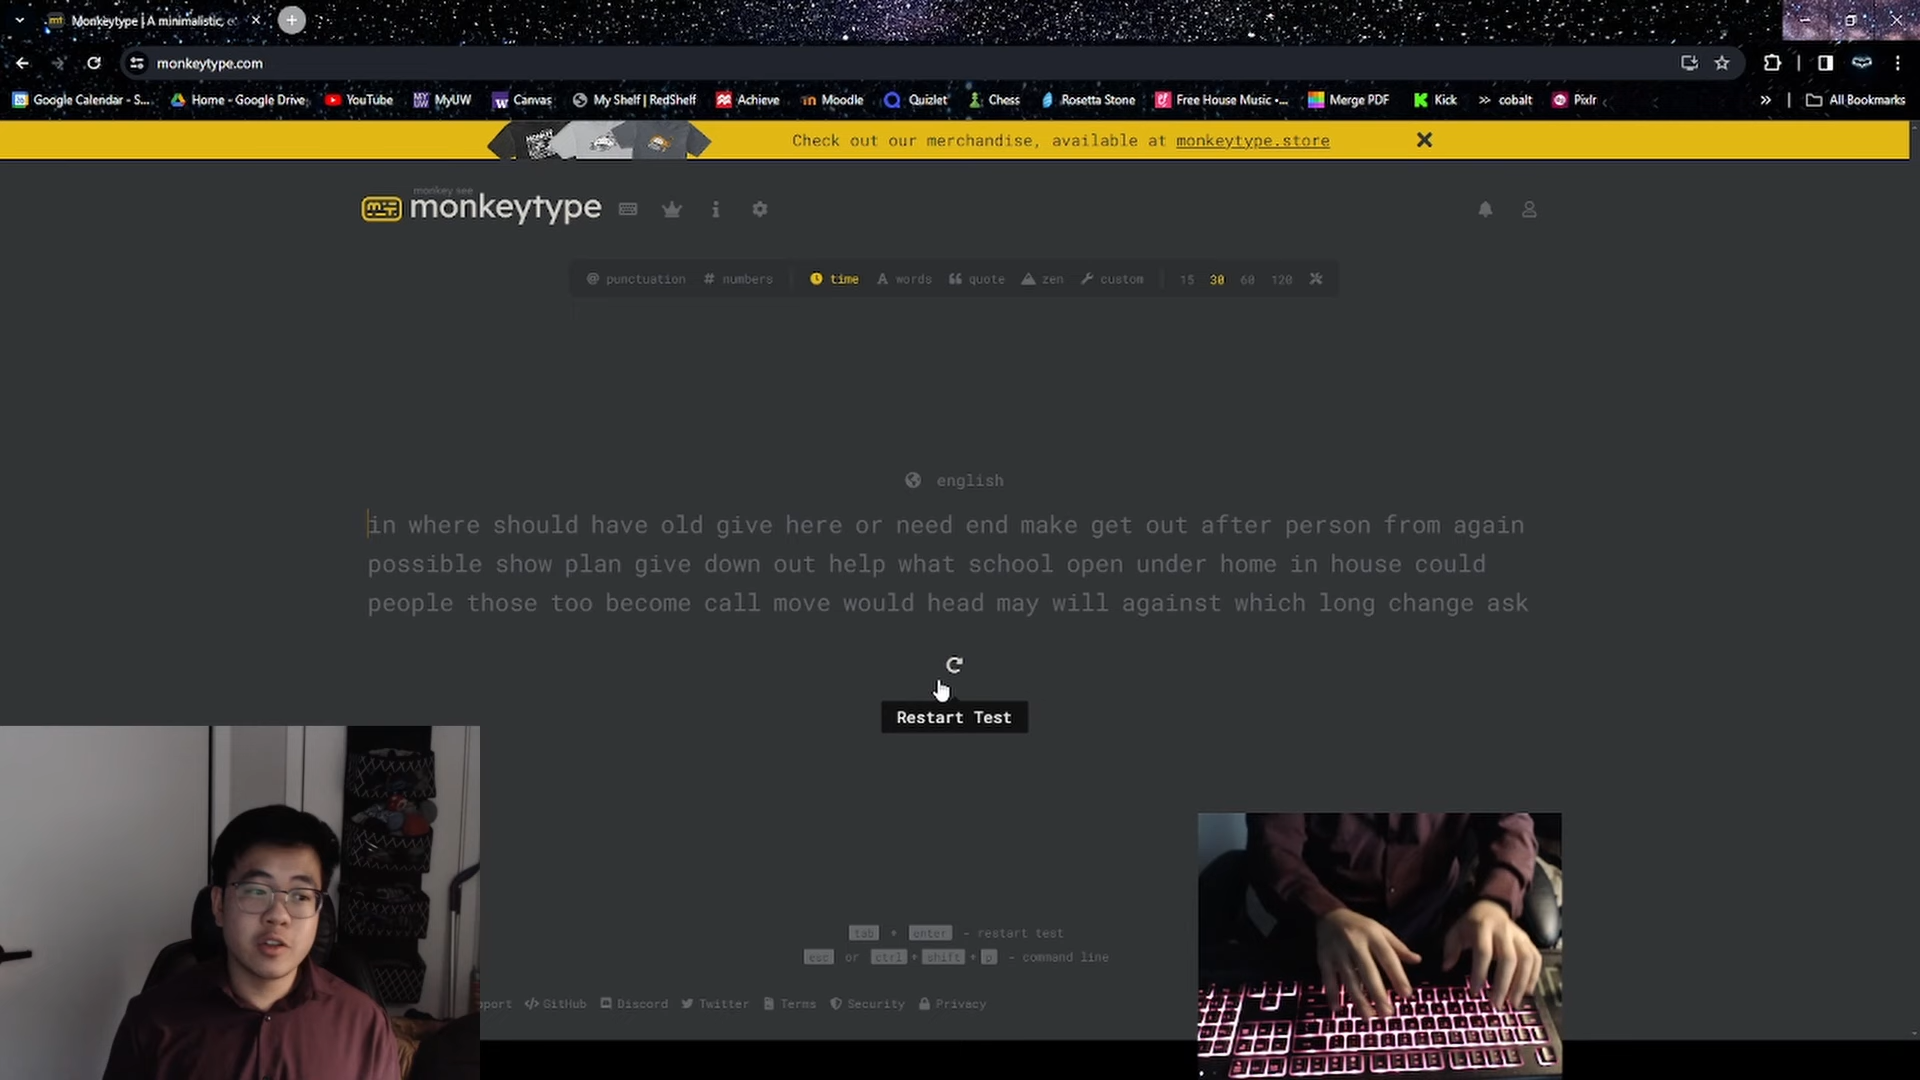 Monkeytype | A minimalistic, c
monkeytype.com
Google Calendar - S...
Home - Google Drive
YouTube
MyUW
Canvas
My Shelf | RedShelf
Achieve
Moodle
Quizlet
Chess
Rosetta Stone
Free House Music •...
Merge PDF
Kick
cobalt
Pixlr
All Bookmarks
Check out our merchandise, available at monkeytype.store
monkey see
monkeytype
@ punctuation # numbers time A words quote zen custom 15 30 60 120
english
in where should have old give here or need end make get out after person from again
possible show plan give down out help what school open under home in house could
people those too become call move would head may will against which long change ask
Restart Test
tab + enter - restart test
esc or ctrl + shift + p - command line
pport </> GitHub Discord Twitter Terms Security Privacy